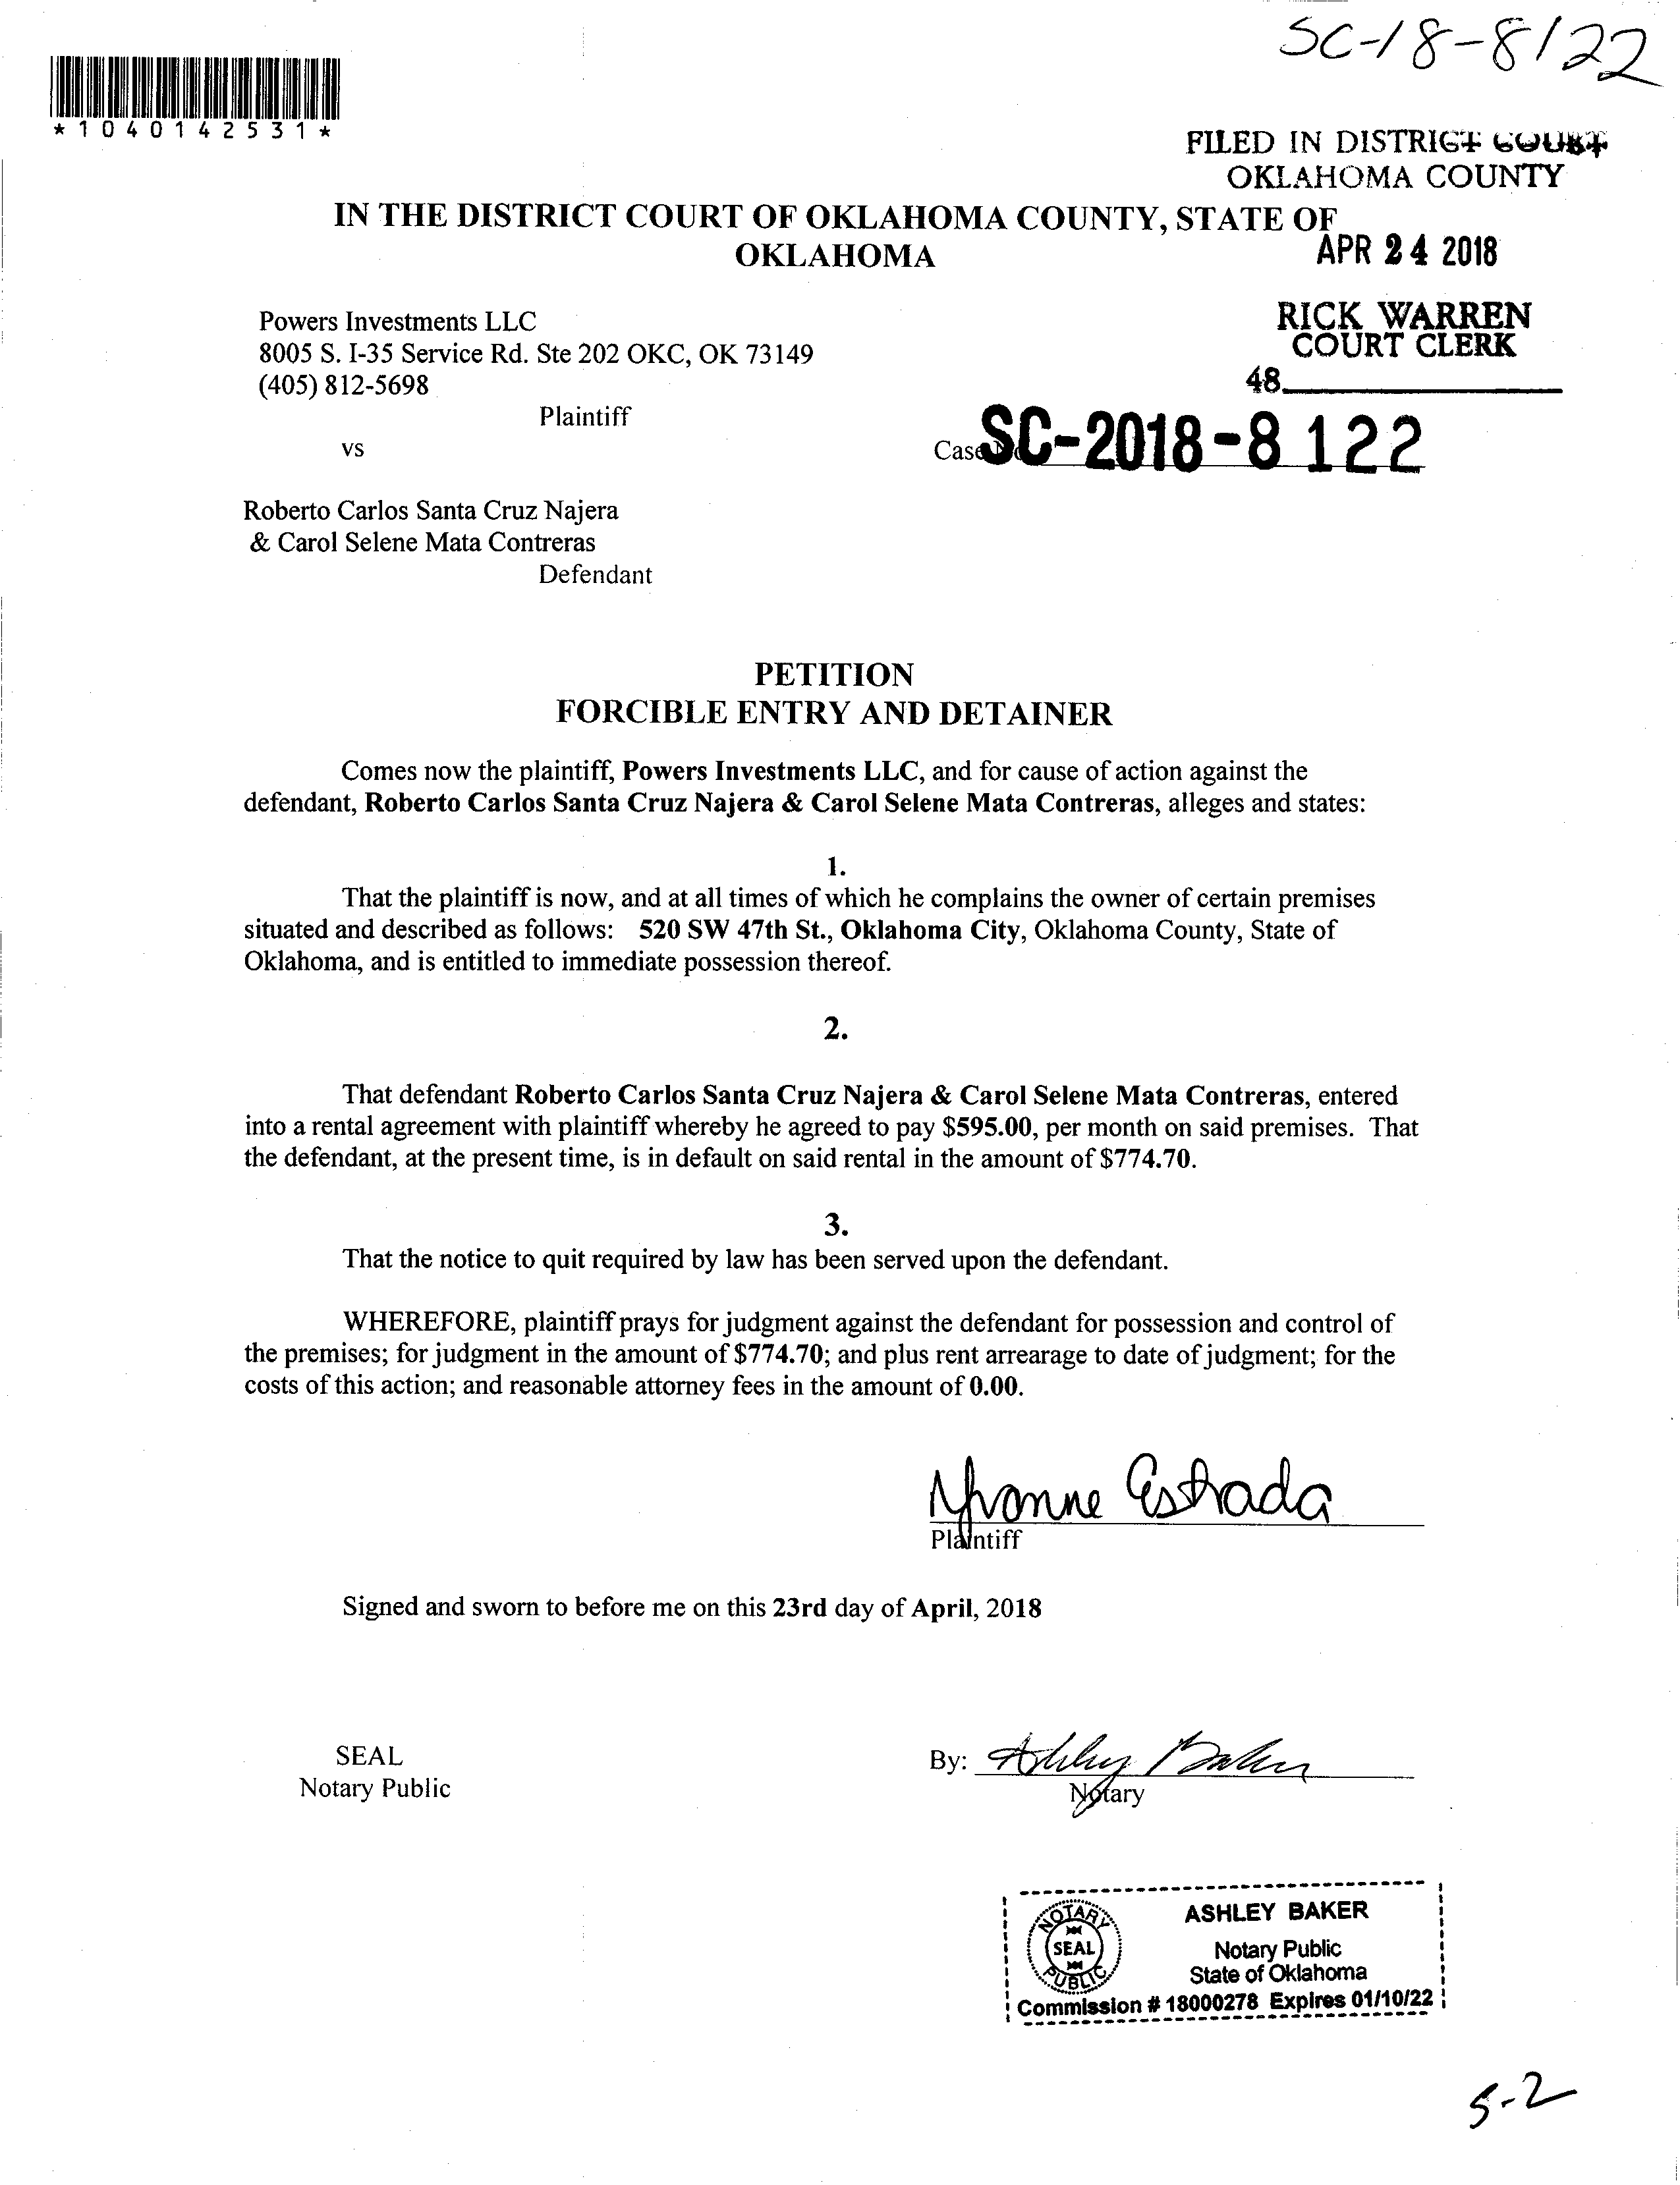 SC-18-8122
*1040142531*
FILED IN DISTRICT COURT
OKLAHOMA COUNTY
IN THE DISTRICT COURT OF OKLAHOMA COUNTY, STATE OF
OKLAHOMA
APR 24 2018
Powers Investments LLC
8005 S. I-35 Service Rd. Ste 202 OKC, OK 73149
(405) 812-5698
RICK WARREN
COURT CLERK
48
Plaintiff
vs
Case No SC-2018-8122
Roberto Carlos Santa Cruz Najera
& Carol Selene Mata Contreras
Defendant
PETITION
FORCIBLE ENTRY AND DETAINER
Comes now the plaintiff, Powers Investments LLC, and for cause of action against the
defendant, Roberto Carlos Santa Cruz Najera & Carol Selene Mata Contreras, alleges and states:
1.
That the plaintiff is now, and at all times of which he complains the owner of certain premises
situated and described as follows: 520 SW 47th St., Oklahoma City, Oklahoma County, State of
Oklahoma, and is entitled to immediate possession thereof.
2.
That defendant Roberto Carlos Santa Cruz Najera & Carol Selene Mata Contreras, entered
into a rental agreement with plaintiff whereby he agreed to pay $595.00, per month on said premises. That
the defendant, at the present time, is in default on said rental in the amount of $774.70.
3.
That the notice to quit required by law has been served upon the defendant.
WHEREFORE, plaintiff prays for judgment against the defendant for possession and control of
the premises; for judgment in the amount of $774.70; and plus rent arrearage to date of judgment; for the
costs of this action; and reasonable attorney fees in the amount of 0.00.
Yvonne Estrada
Plaintiff
Signed and sworn to before me on this 23rd day of April, 2018
SEAL
Notary Public
By: Ashley Baker
Notary
NOTARY
SEAL
PUBLIC
ASHLEY BAKER
Notary Public
State of Oklahoma
Commission # 18000278 Expires 01/10/22
5-2